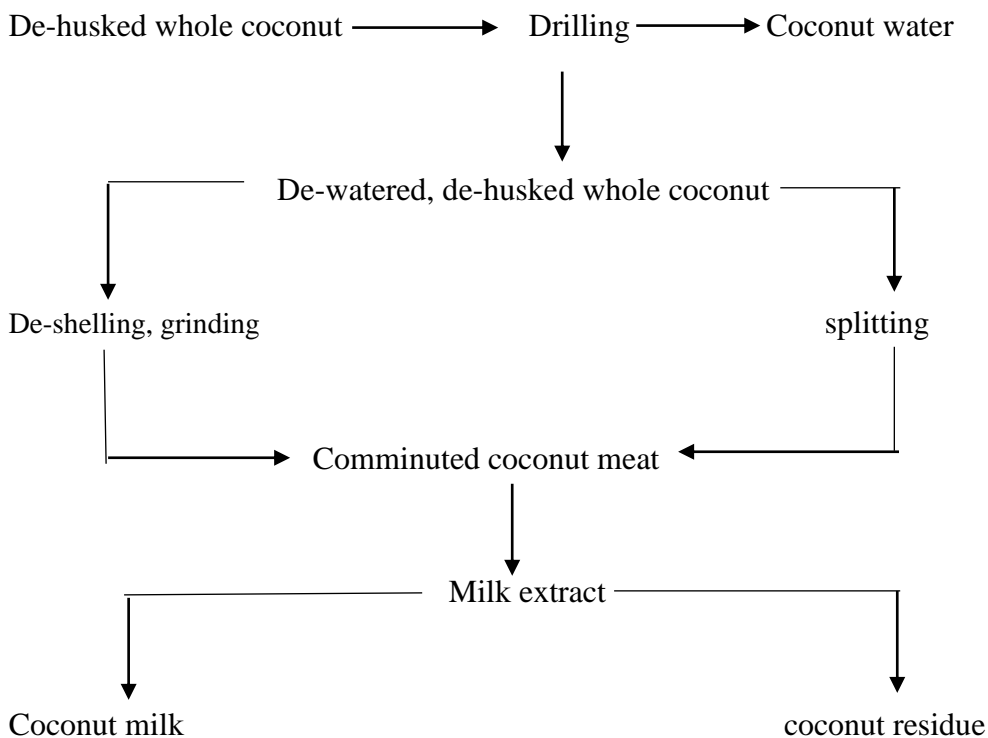 De-husked whole coconut Drilling Coconut water
De-watered, de-husked whole coconut
De-shelling, grinding splitting
Comminuted coconut meat
Milk extract
Coconut milk coconut residue